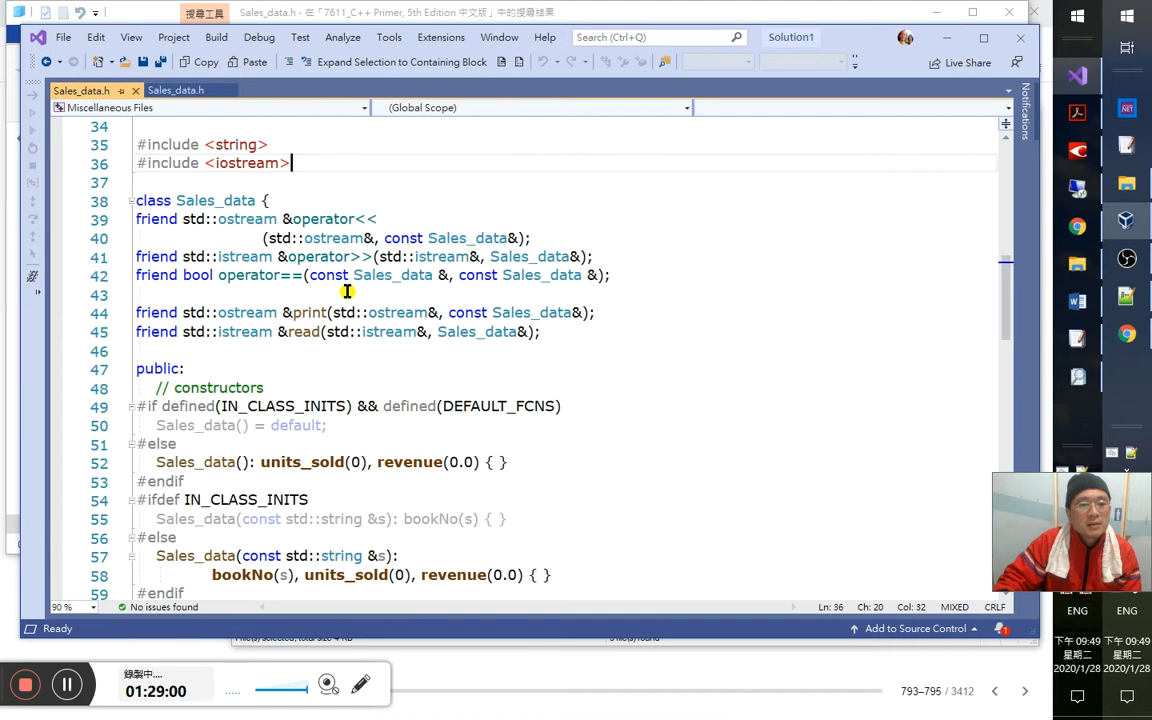 搜尋工具
Sales_data.h - 在「7611_C++ Primer, 5th Edition 中文版」中的搜尋結果
File Edit View Git Project Build Debug Test Analyze Tools Extensions Window Help Search (Ctrl+Q) Solution1
Copy Paste Expand Selection to Containing Block Live Share
Sales_data.h Sales_data.h
Miscellaneous Files (Global Scope)
Notifications
34
35 #include <string>
36 #include <iostream>
37
38 class Sales_data {
39 friend std::ostream &operator<<
40 (std::ostream&, const Sales_data&);
41 friend std::istream &operator>>(std::istream&, Sales_data&);
42 friend bool operator==(const Sales_data &, const Sales_data &);
43
44 friend std::ostream &print(std::ostream&, const Sales_data&);
45 friend std::istream &read(std::istream&, Sales_data&);
46
47 public:
48 // constructors
49 #if defined(IN_CLASS_INITS) && defined(DEFAULT_FCNS)
50 Sales_data() = default;
51 #else
52 Sales_data(): units_sold(0), revenue(0.0) { }
53 #endif
54 #ifdef IN_CLASS_INITS
55 Sales_data(const std::string &s): bookNo(s) { }
56 #else
57 Sales_data(const std::string &s):
58 bookNo(s), units_sold(0), revenue(0.0) { }
59 #endif
90 % No issues found Ln: 36 Ch: 20 Col: 32 MIXED CRLF
Ready Add to Source Control 1
錄製中....
01:29:00
793–795 / 3412
ENG ENG
下午 09:49 下午 09:49
星期二 星期二
2020/1/28 2020/1/28